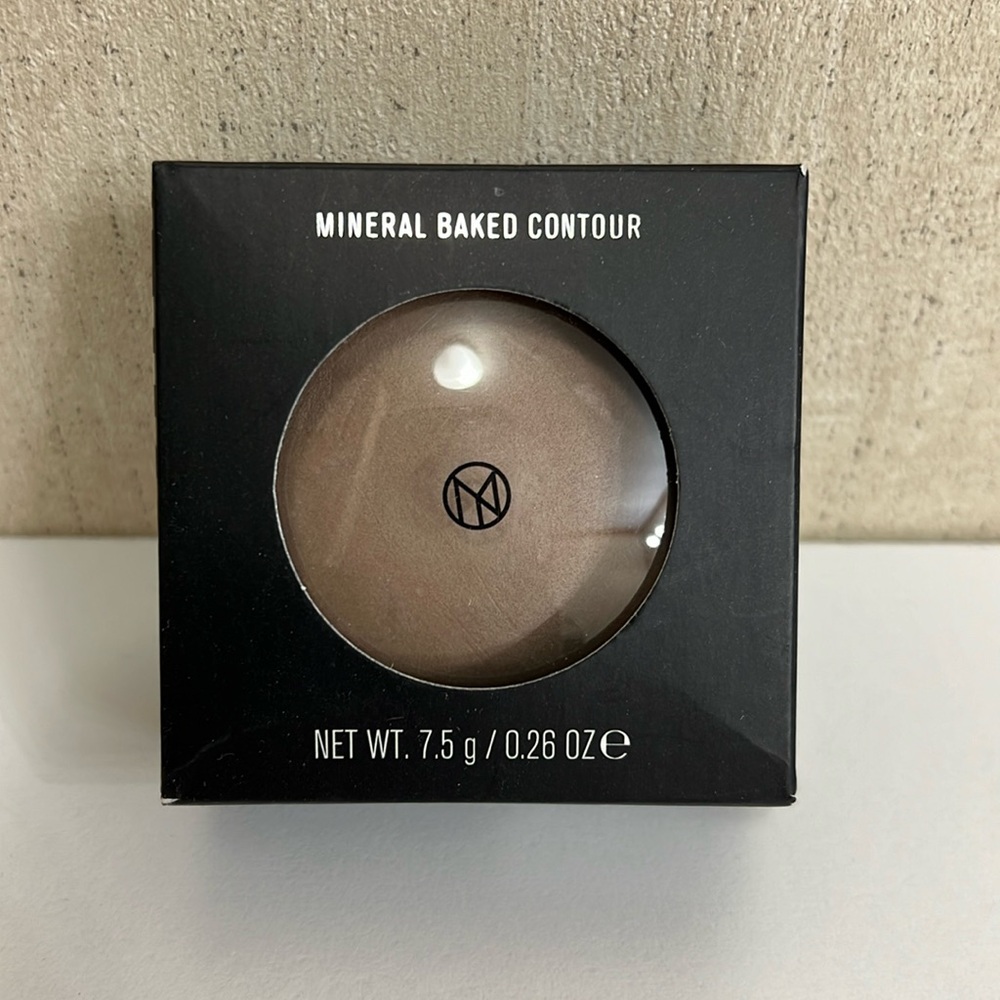 MINERAL BAKED CONTOUR
NET WT. 7.5 g / 0.26 OZ ℮